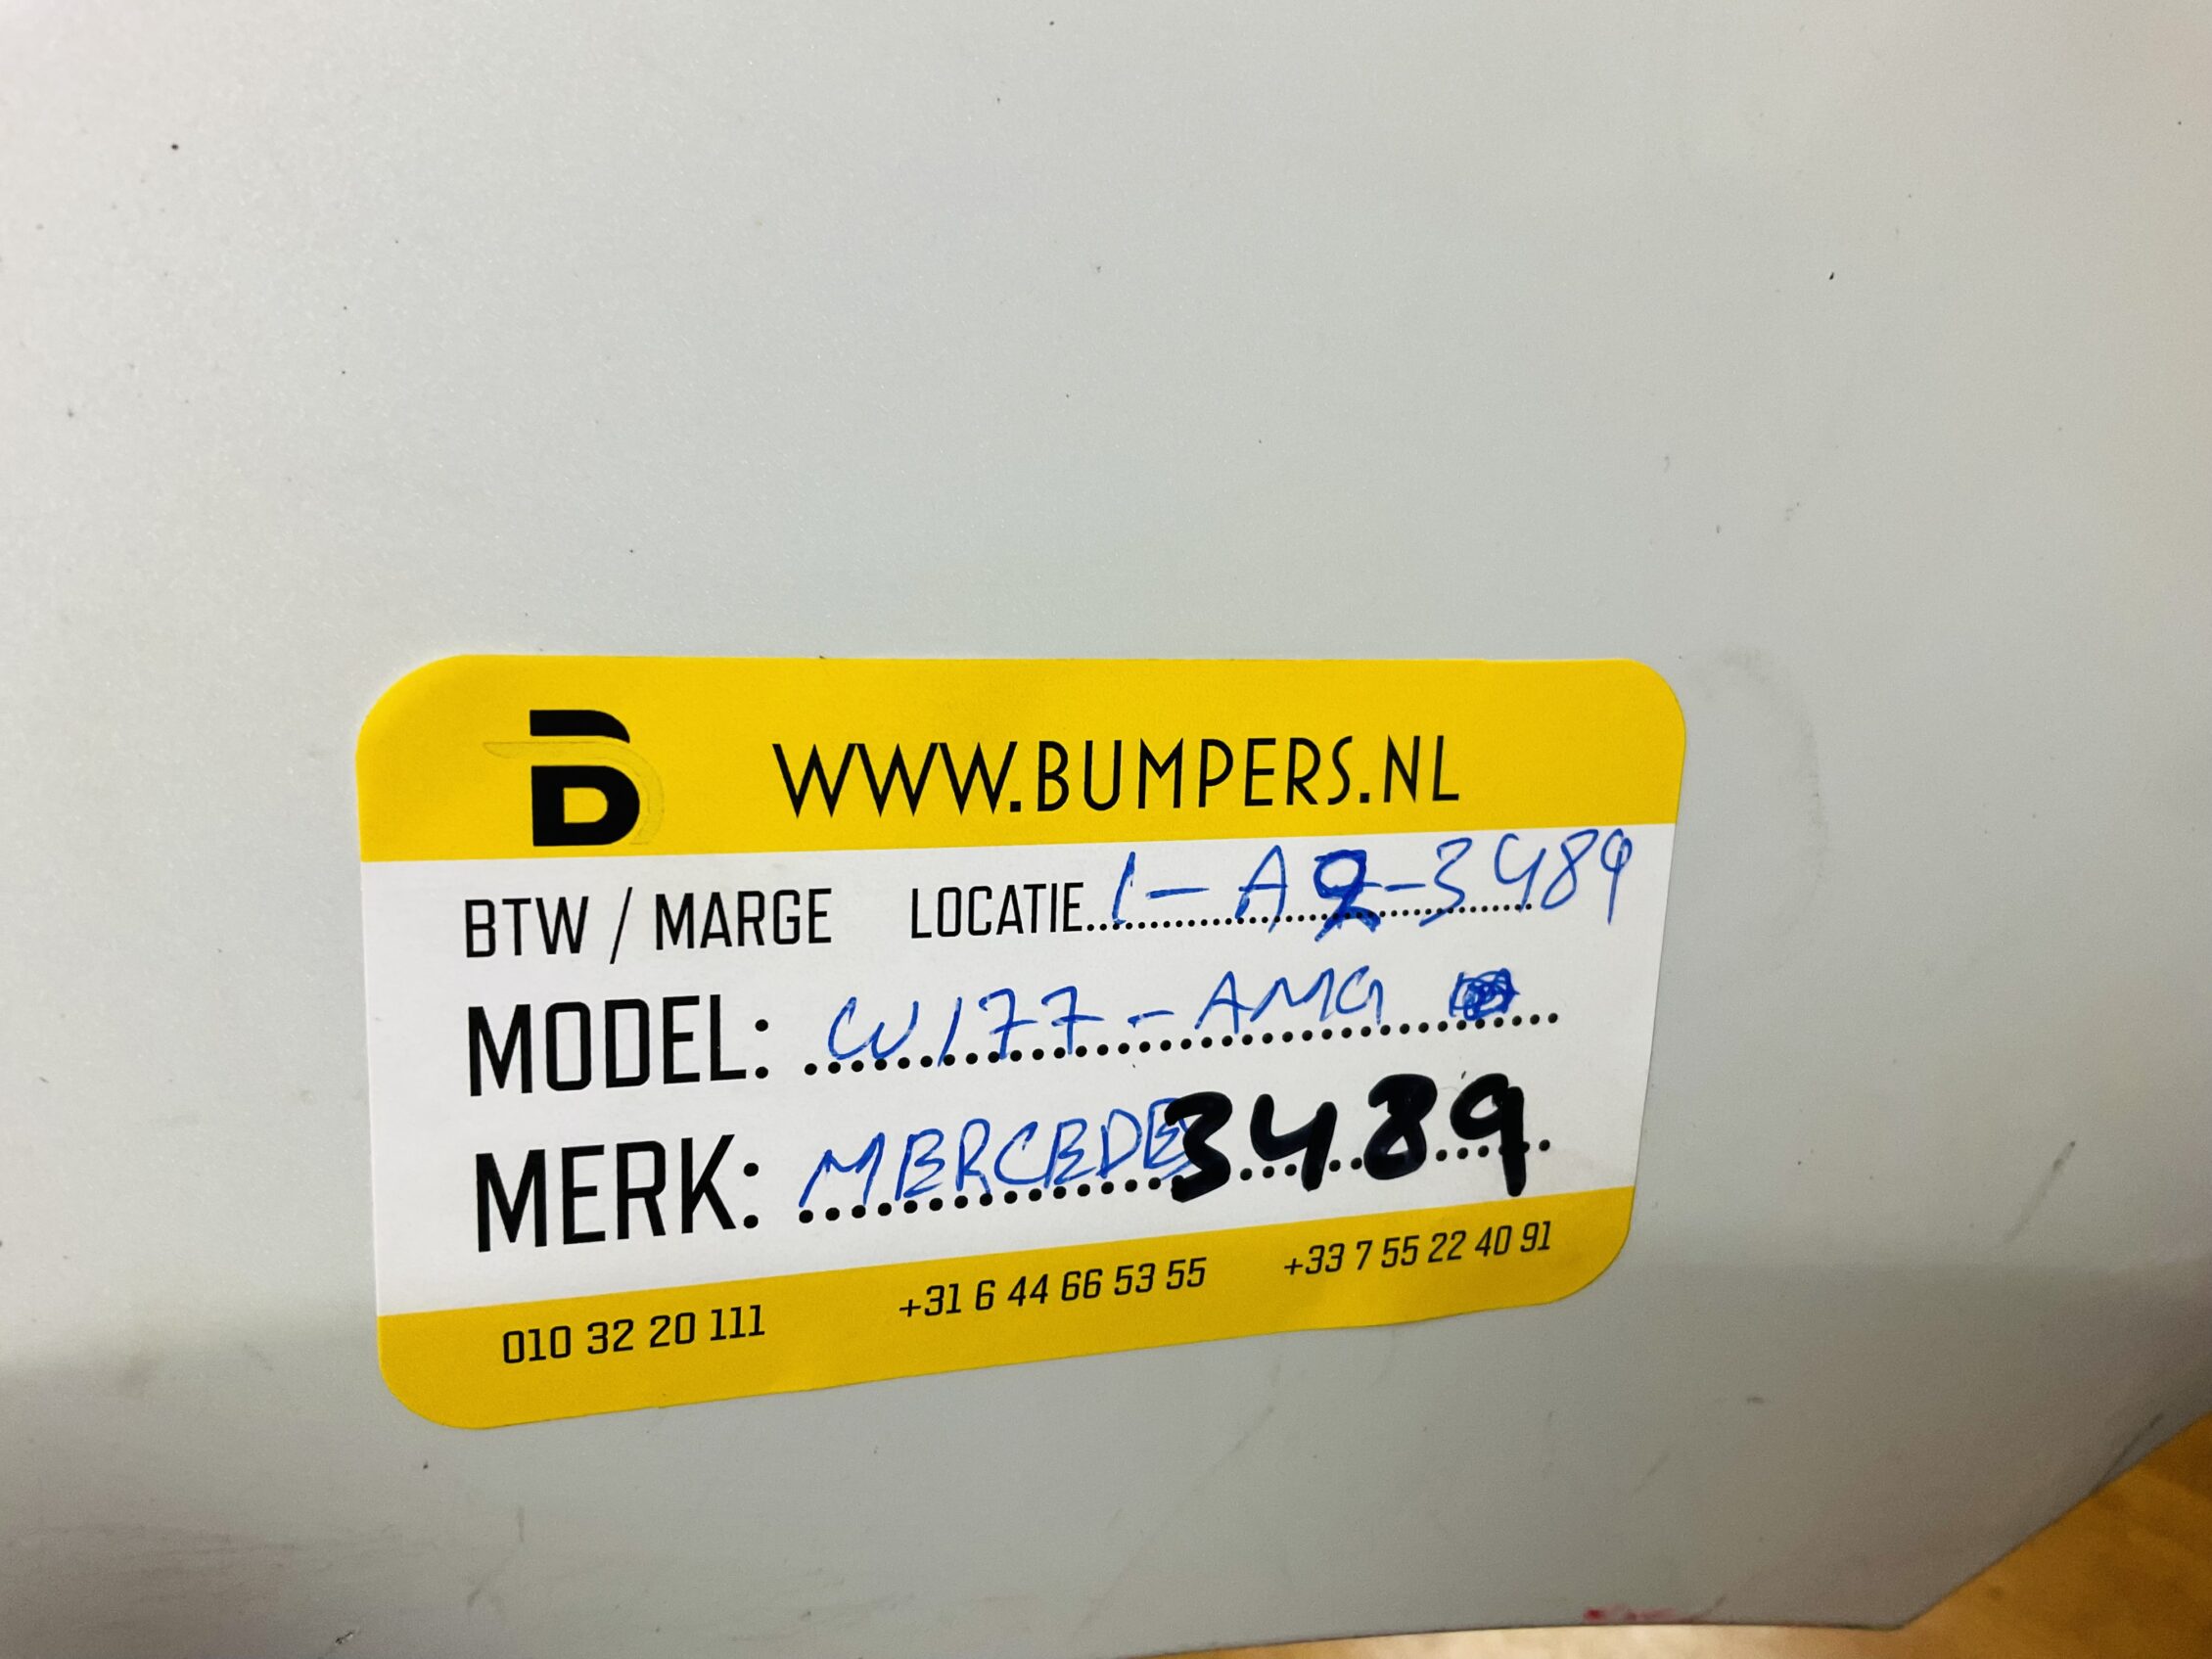 B WWW.BUMPERS.NL
BTW / MARGE LOCATIE 1-A2-3489
MODEL: W177-AMG
MERK: MERCEDES 3489
010 32 20 111 +31 6 44 66 53 55 +33 7 55 22 40 91